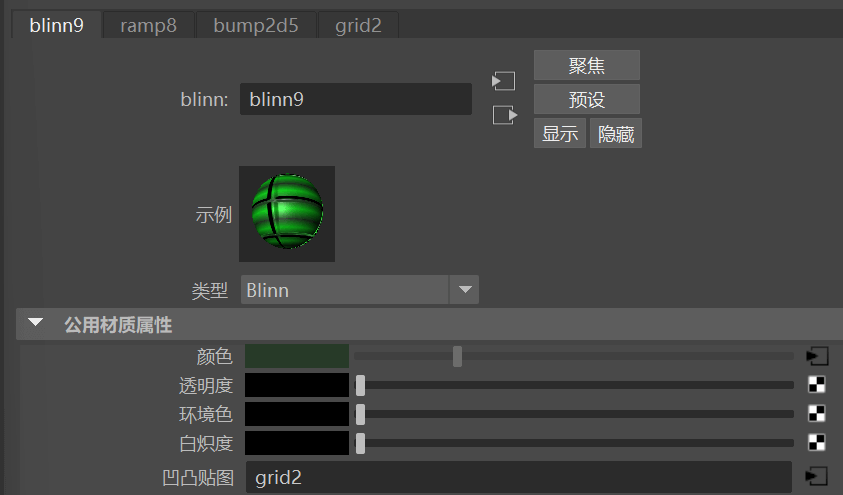 blinn9 ramp8 bump2d5 grid2
聚焦
blinn: blinn9
预设
显示 隐藏
示例
类型 Blinn
公用材质属性
颜色
透明度
环境色
白炽度
凹凸贴图 grid2